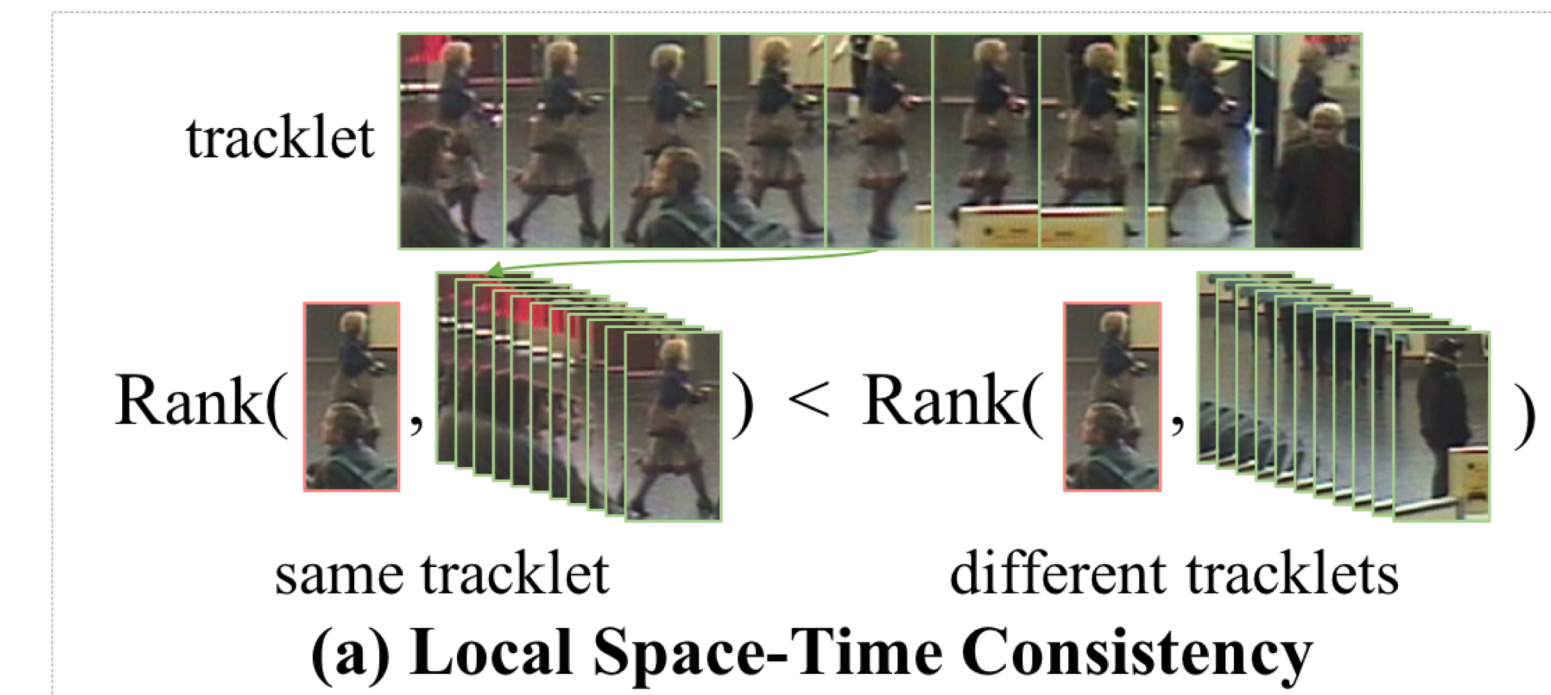 tracklet
Rank( , ) < Rank( , )
same tracklet different tracklets
(a) Local Space-Time Consistency